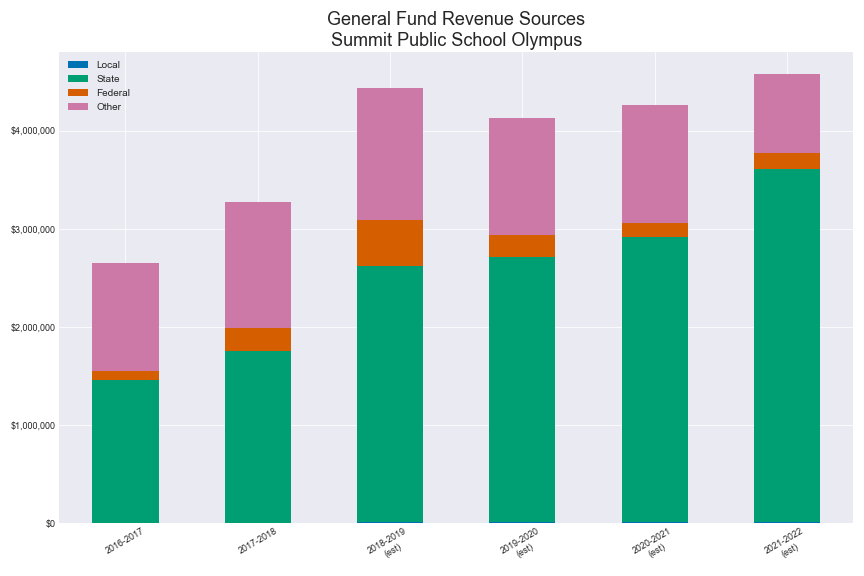 General Fund Revenue Sources
Summit Public School Olympus
Local
State
Federal
Other
$4,000,000
$3,000,000
$2,000,000
$1,000,000
$0
2016-2017
2017-2018
2018-2019
(est)
2019-2020
(est)
2020-2021
(est)
2021-2022
(est)